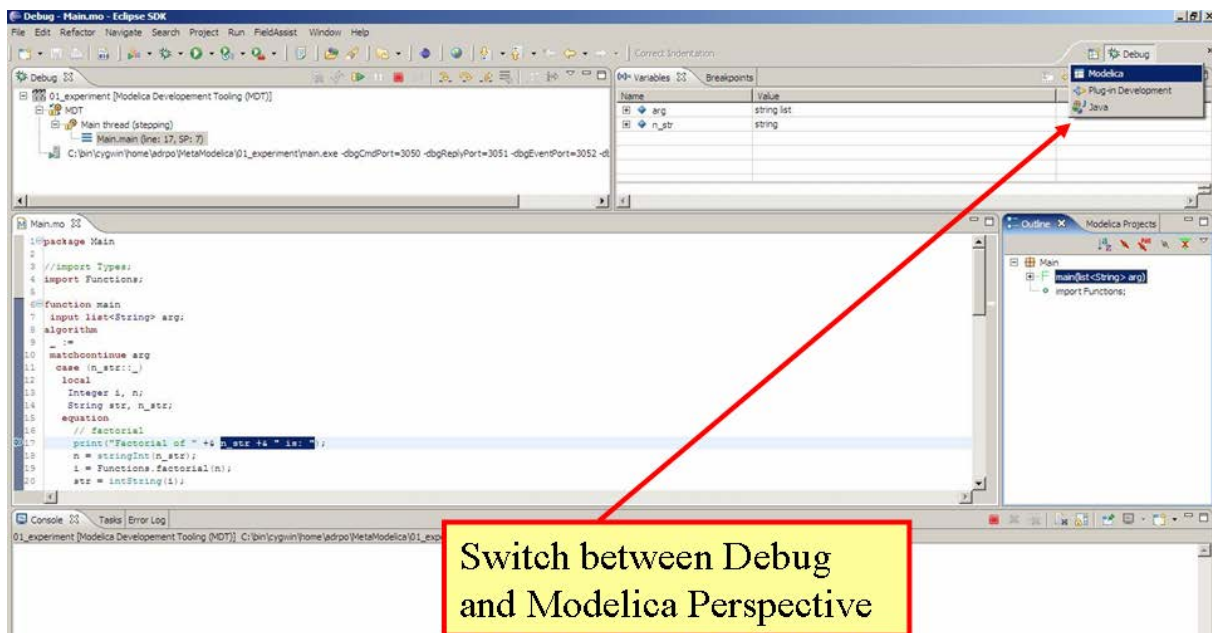 Debug - Main.mo - Eclipse SDK
File Edit Refactor Navigate Search Project Run FieldAssist Window Help
Correct Indentation
Debug
Debug
Variables Breakpoints
Modelica
Plug-in Development
Java
01_experiment [Modelica Developement Tooling (MDT)]
MDT
Main thread (stepping)
Main.main (line: 17, SP: 7)
C:\bin\cygwin\home\adrpo\MetaModelica\01_experiment\main.exe -dbgCmdPort=3050 -dbgReplyPort=3051 -dbgEventPort=3052
Name Value
arg string list
n_str string
Main.mo
1 package Main
2
3 //import Types;
4 import Functions;
5
6 function main
7 input list<String> arg;
8 algorithm
9 _ :=
10 matchcontinue arg
11 case (n_str::_)
12 local
13 Integer i, n;
14 String str, n_str;
15 equation
16 // factorial
17 print("Factorial of " +& n_str +& " is: ");
18 n = stringInt(n_str);
19 i = Functions.factorial(n);
20 str = intString(i);
Outline Modelica Projects
Main
main(list<String> arg)
import Functions;
Console Tasks Error Log
01_experiment [Modelica Developement Tooling (MDT)] C:\bin\cygwin\home\adrpo\MetaModelica\01_exp
Switch between Debug
and Modelica Perspective